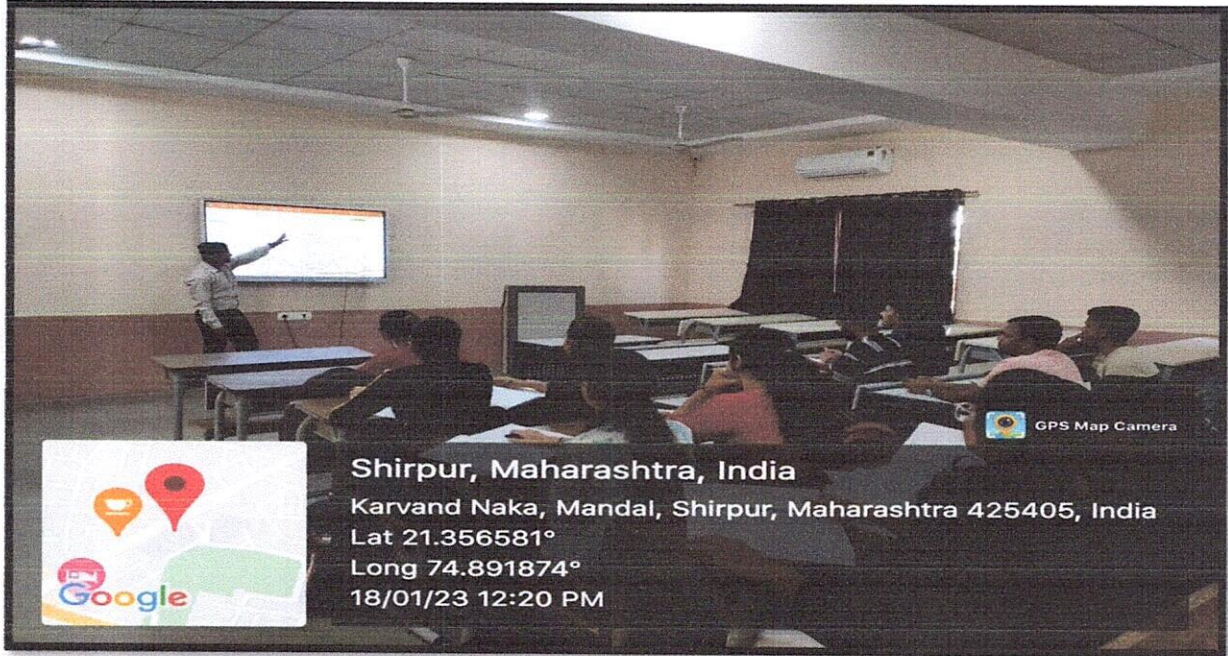 GPS Map Camera
Shirpur, Maharashtra, India
Karvand Naka, Mandal, Shirpur, Maharashtra 425405, India
Lat 21.356581°
Long 74.891874°
18/01/23 12:20 PM
Google